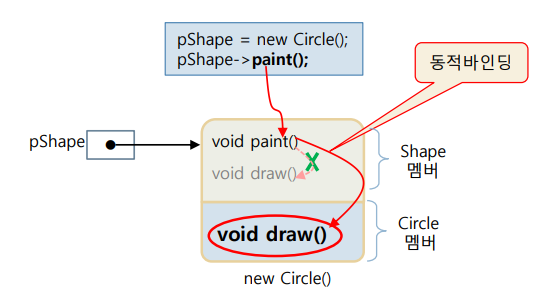 pShape = new Circle();
pShape->paint();
동적바인딩
pShape
void paint()
void draw()
X
Shape
멤버
void draw()
Circle
멤버
new Circle()